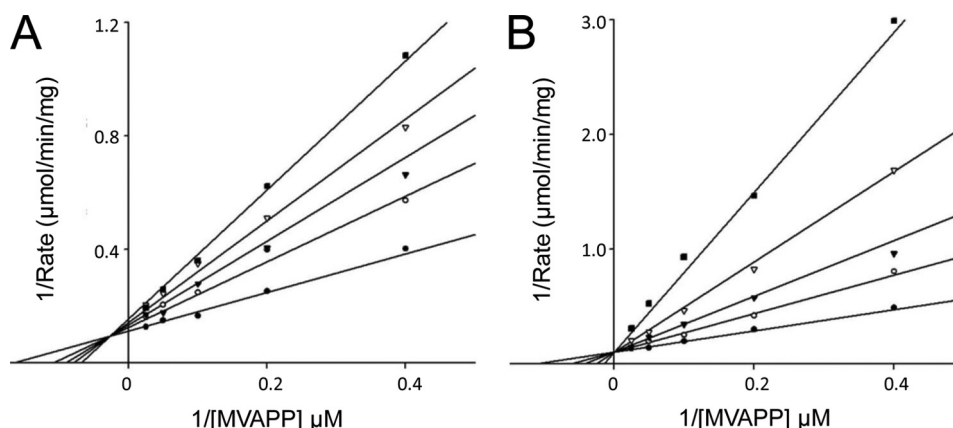 A
1.2
0.8
0.4
1/Rate (µmol/min/mg)
0
0.2
0.4
1/[MVAPP] µM
B
3.0
2.0
1.0
1/Rate (µmol/min/mg)
0
0.2
0.4
1/[MVAPP] µM